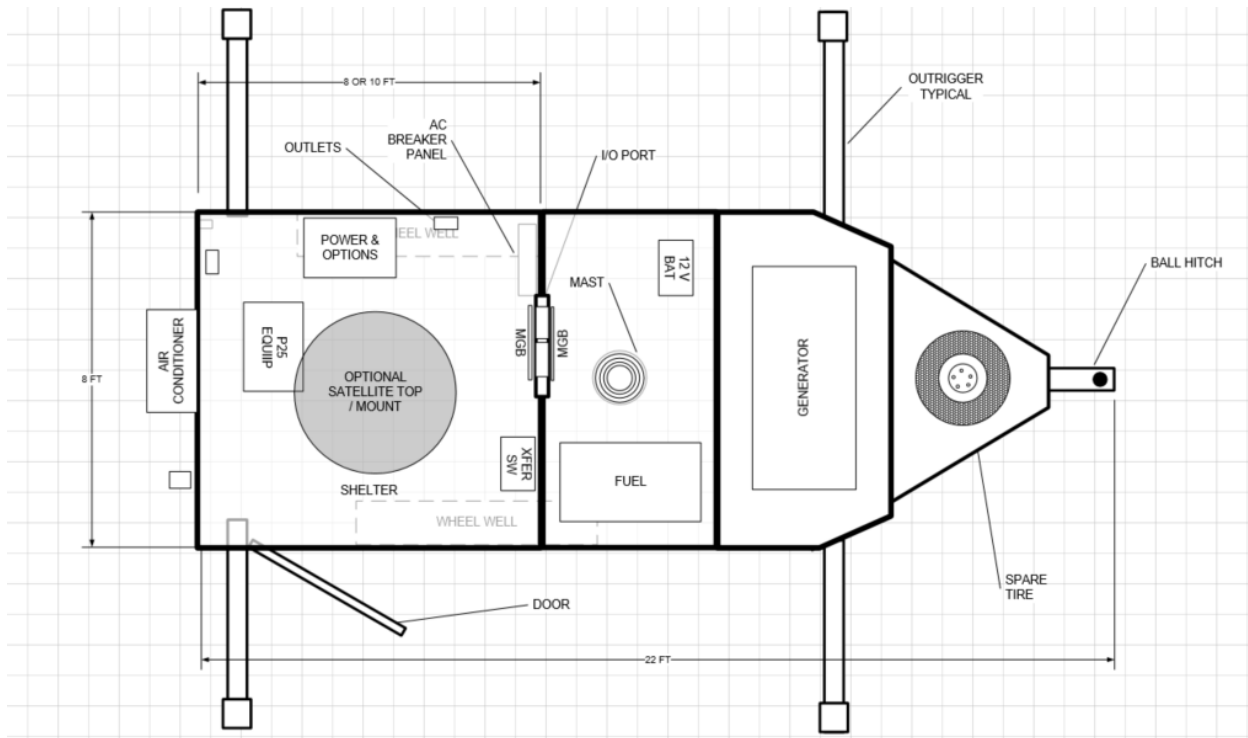 8 OR 10 FT
OUTRIGGER
TYPICAL
AC
BREAKER
PANEL
OUTLETS
I/O PORT
POWER &
OPTIONS
WHEEL WELL
12 V
BAT
BALL HITCH
MAST
P25
EQUIIP
MGB
MGB
AIR
CONDITIONER
GENERATOR
8 FT
OPTIONAL
SATELLITE TOP
/ MOUNT
XFER
SW
FUEL
SHELTER
WHEEL WELL
SPARE
TIRE
DOOR
22 FT